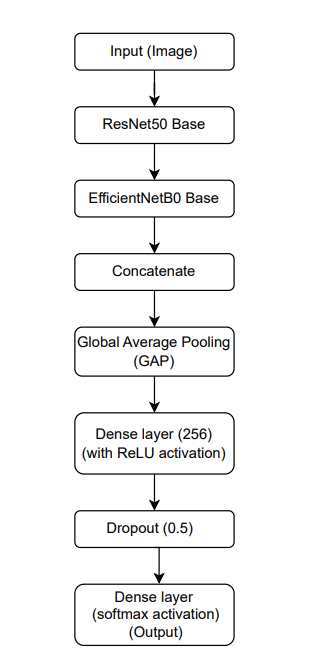 Input (Image)
ResNet50 Base
EfficientNetB0 Base
Concatenate
Global Average Pooling
(GAP)
Dense layer (256)
(with ReLU activation)
Dropout (0.5)
Dense layer
(softmax activation)
(Output)